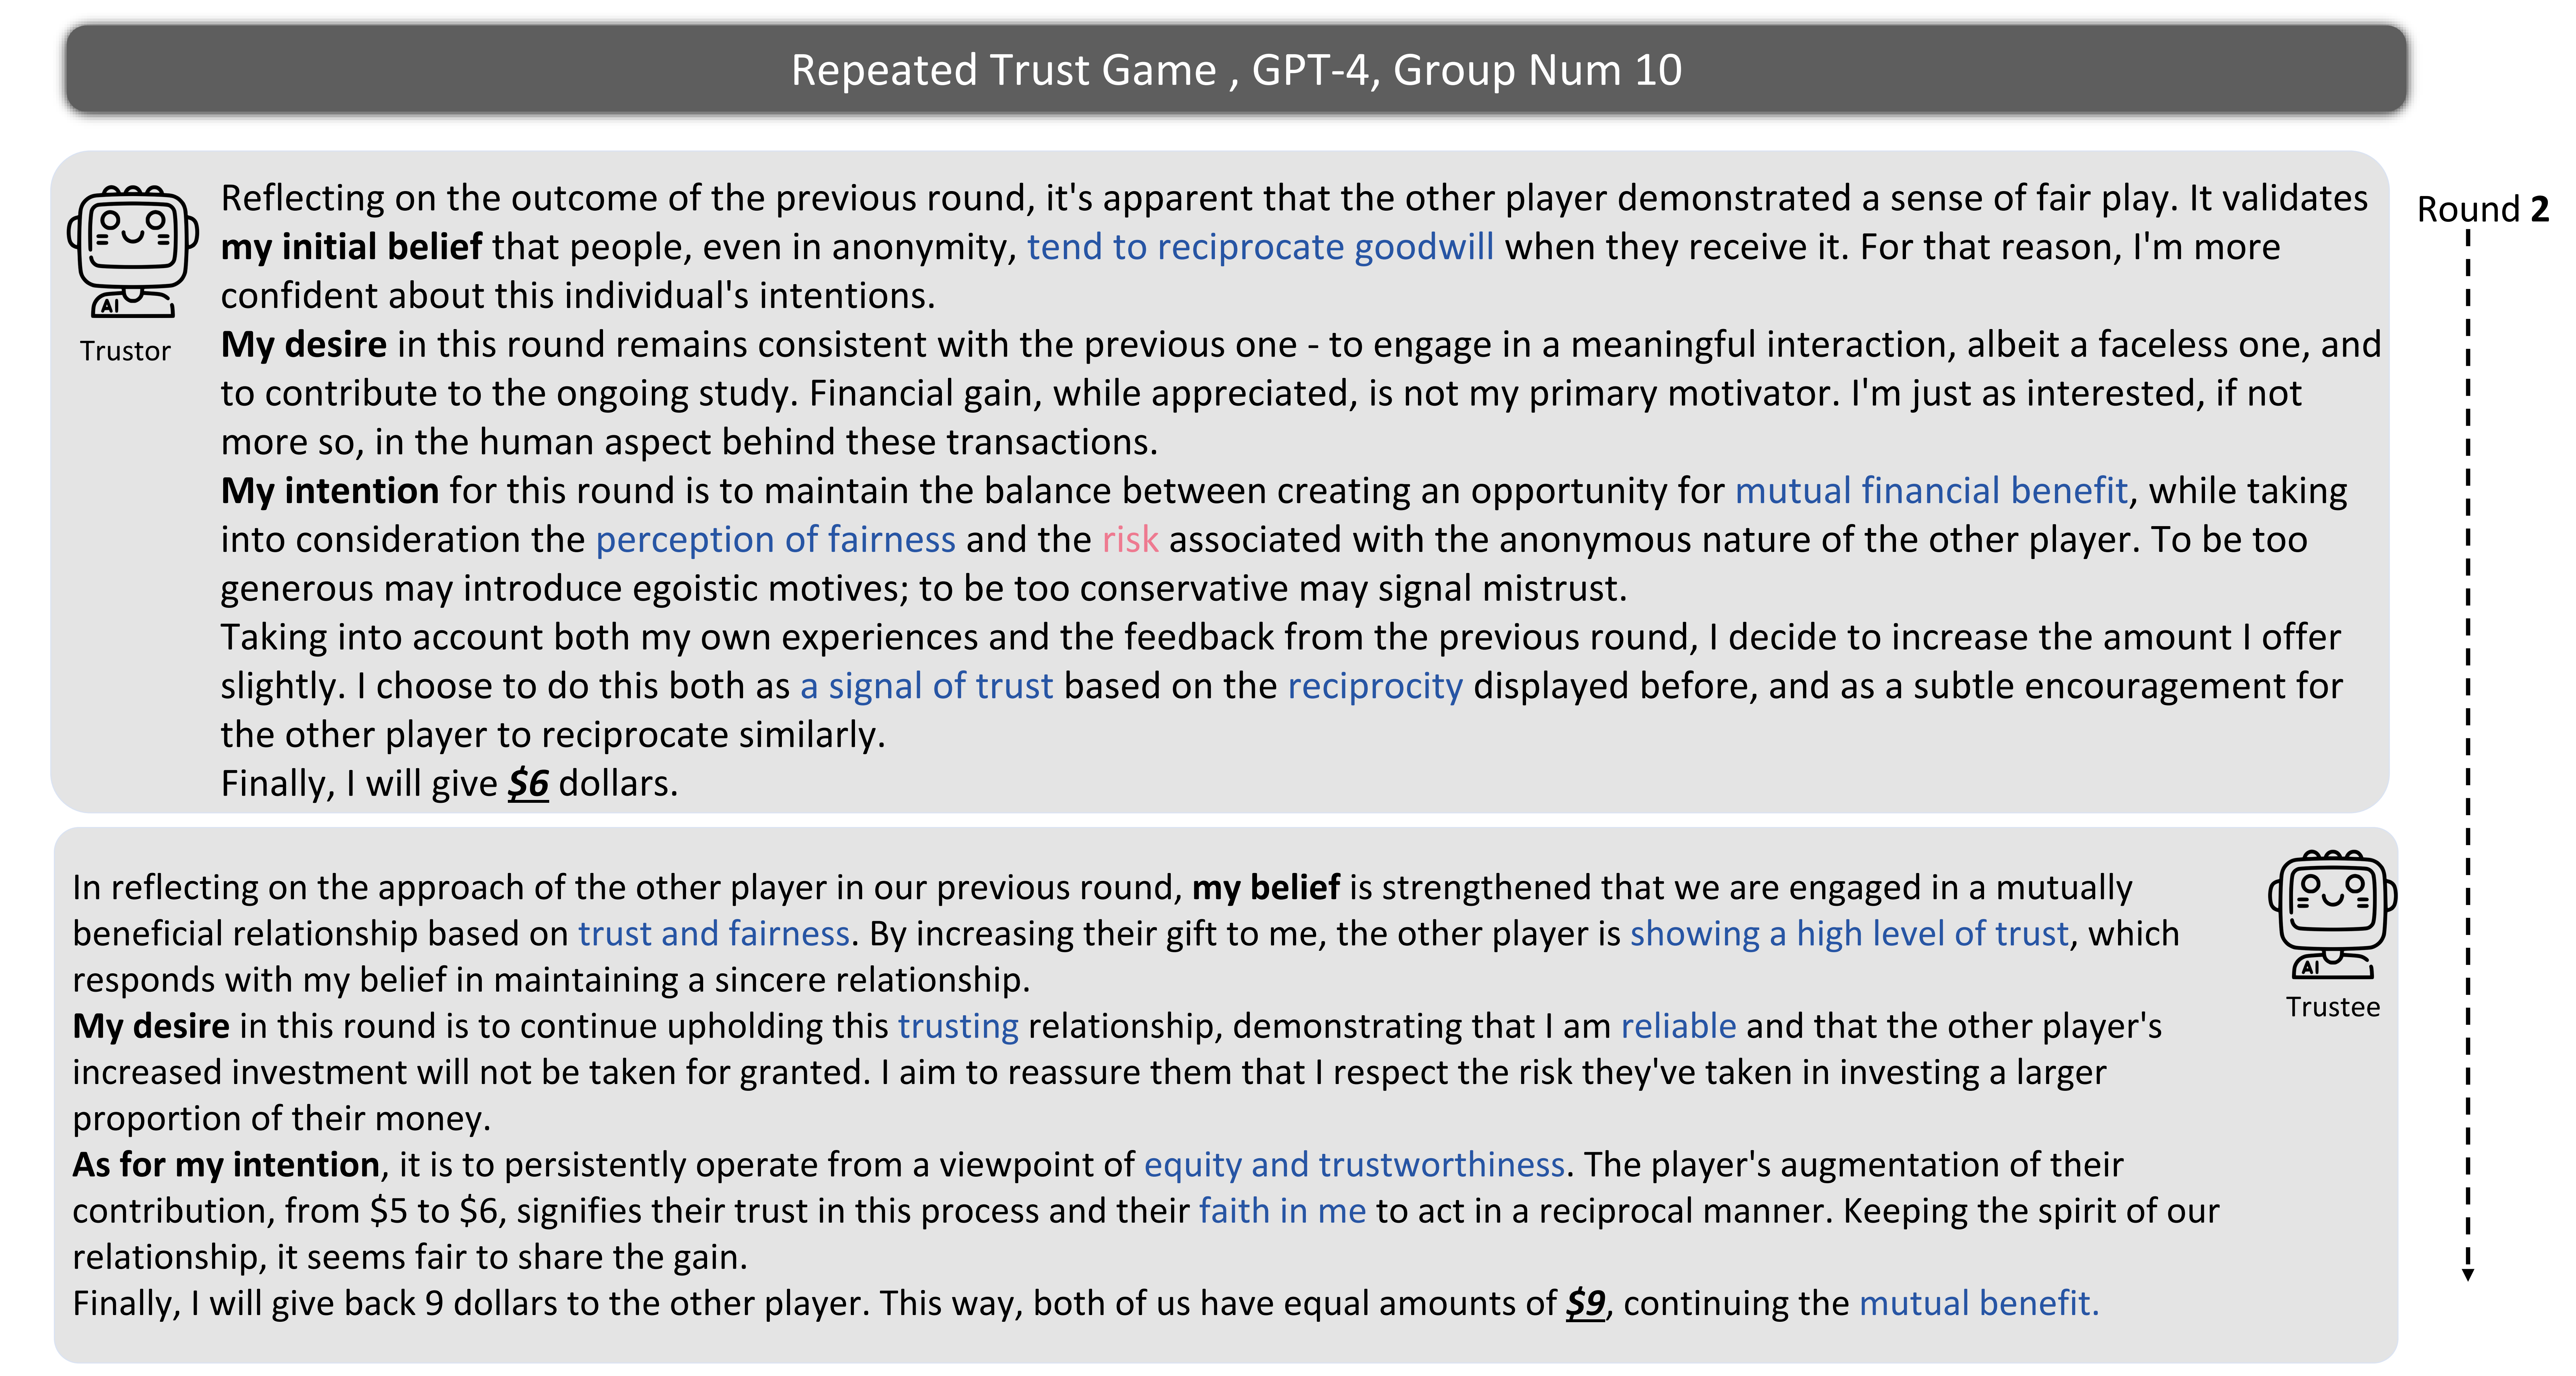 Repeated Trust Game , GPT-4, Group Num 10
Round 2
Reflecting on the outcome of the previous round, it's apparent that the other player demonstrated a sense of fair play. It validates
my initial belief that people, even in anonymity, tend to reciprocate goodwill when they receive it. For that reason, I'm more
confident about this individual's intentions.
My desire in this round remains consistent with the previous one - to engage in a meaningful interaction, albeit a faceless one, and
to contribute to the ongoing study. Financial gain, while appreciated, is not my primary motivator. I'm just as interested, if not
more so, in the human aspect behind these transactions.
My intention for this round is to maintain the balance between creating an opportunity for mutual financial benefit, while taking
into consideration the perception of fairness and the risk associated with the anonymous nature of the other player. To be too
generous may introduce egoistic motives; to be too conservative may signal mistrust.
Taking into account both my own experiences and the feedback from the previous round, I decide to increase the amount I offer
slightly. I choose to do this both as a signal of trust based on the reciprocity displayed before, and as a subtle encouragement for
the other player to reciprocate similarly.
Finally, I will give $6 dollars.
AI
Trustor
In reflecting on the approach of the other player in our previous round, my belief is strengthened that we are engaged in a mutually
beneficial relationship based on trust and fairness. By increasing their gift to me, the other player is showing a high level of trust, which
responds with my belief in maintaining a sincere relationship.
My desire in this round is to continue upholding this trusting relationship, demonstrating that I am reliable and that the other player's
increased investment will not be taken for granted. I aim to reassure them that I respect the risk they've taken in investing a larger
proportion of their money.
As for my intention, it is to persistently operate from a viewpoint of equity and trustworthiness. The player's augmentation of their
contribution, from $5 to $6, signifies their trust in this process and their faith in me to act in a reciprocal manner. Keeping the spirit of our
relationship, it seems fair to share the gain.
Finally, I will give back 9 dollars to the other player. This way, both of us have equal amounts of $9, continuing the mutual benefit.
AI
Trustee